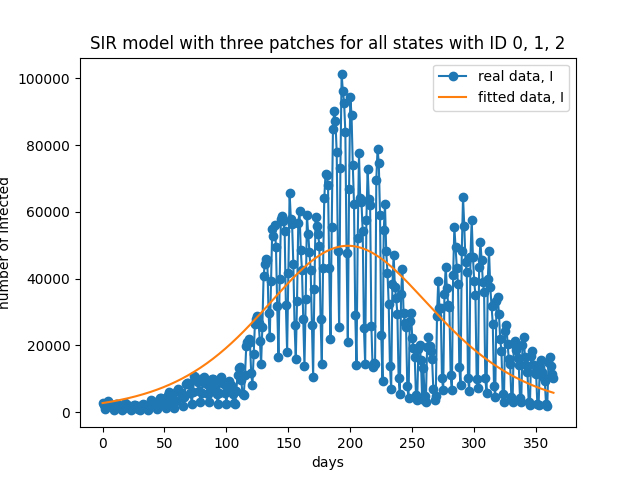 SIR model with three patches for all states with ID 0, 1, 2
real data, I
fitted data, I
number of infected
100000
80000
60000
40000
20000
0
0 50 100 150 200 250 300 350
days